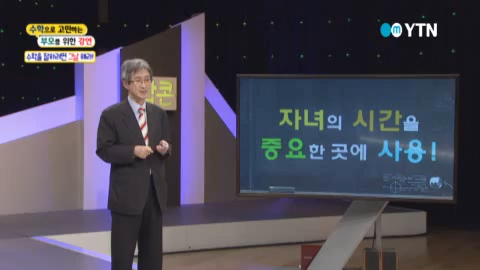 수학으로 고민하는
부모를 위한 강연
수학을 잘하려면 그냥 해라!
YTN
론
자녀의 시간을
중요한 곳에 사용!